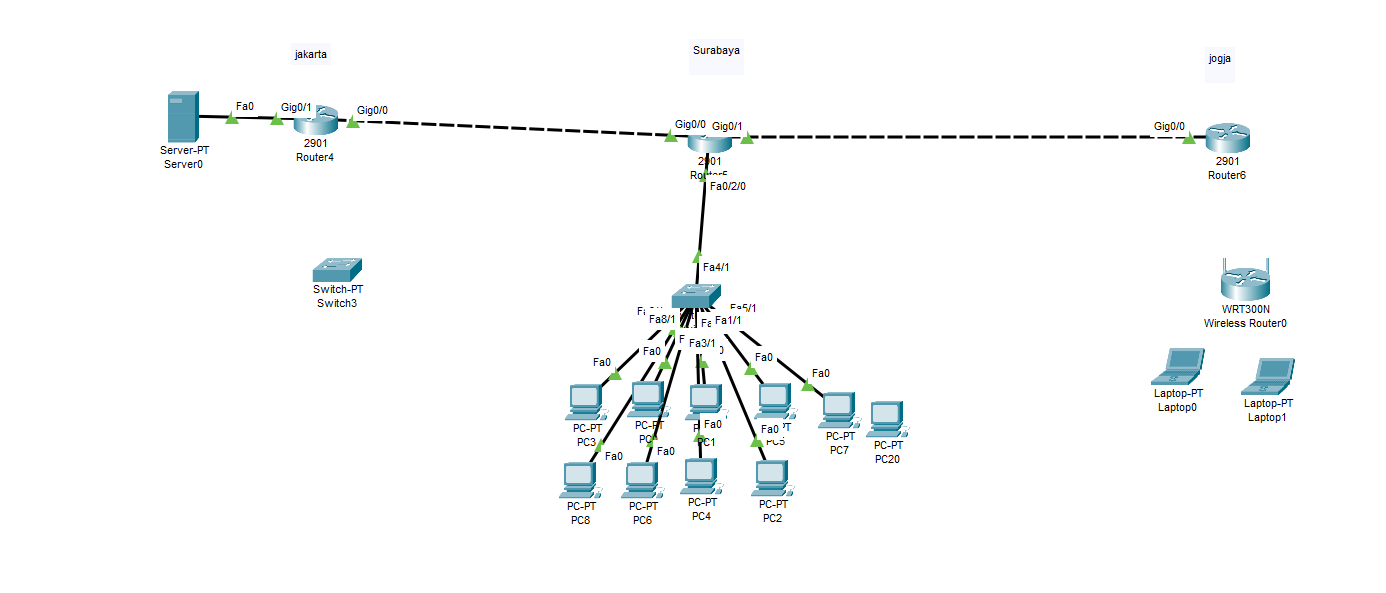 jakarta
Surabaya
jogja
Fa0
Gig0/1
Gig0/0
Gig0/0
Gig0/1
Gig0/0
Server-PT
Server0
2901
Router4
2901
2901
Router6
Fa0/2/0
Fa4/1
Switch-PT
Switch3
Fa8/1
Fa1/1
Fa5/1
Fa3/1
WRT300N
Wireless Router0
Fa0
Fa0
Fa0
Fa0
Laptop-PT
Laptop0
Laptop-PT
Laptop1
PC-PT
PC3
PC-PT
Fa0
Fa0
PC-PT
PC7
PC-PT
PC20
Fa0
Fa0
PC-PT
PC8
PC-PT
PC6
PC-PT
PC4
PC-PT
PC2